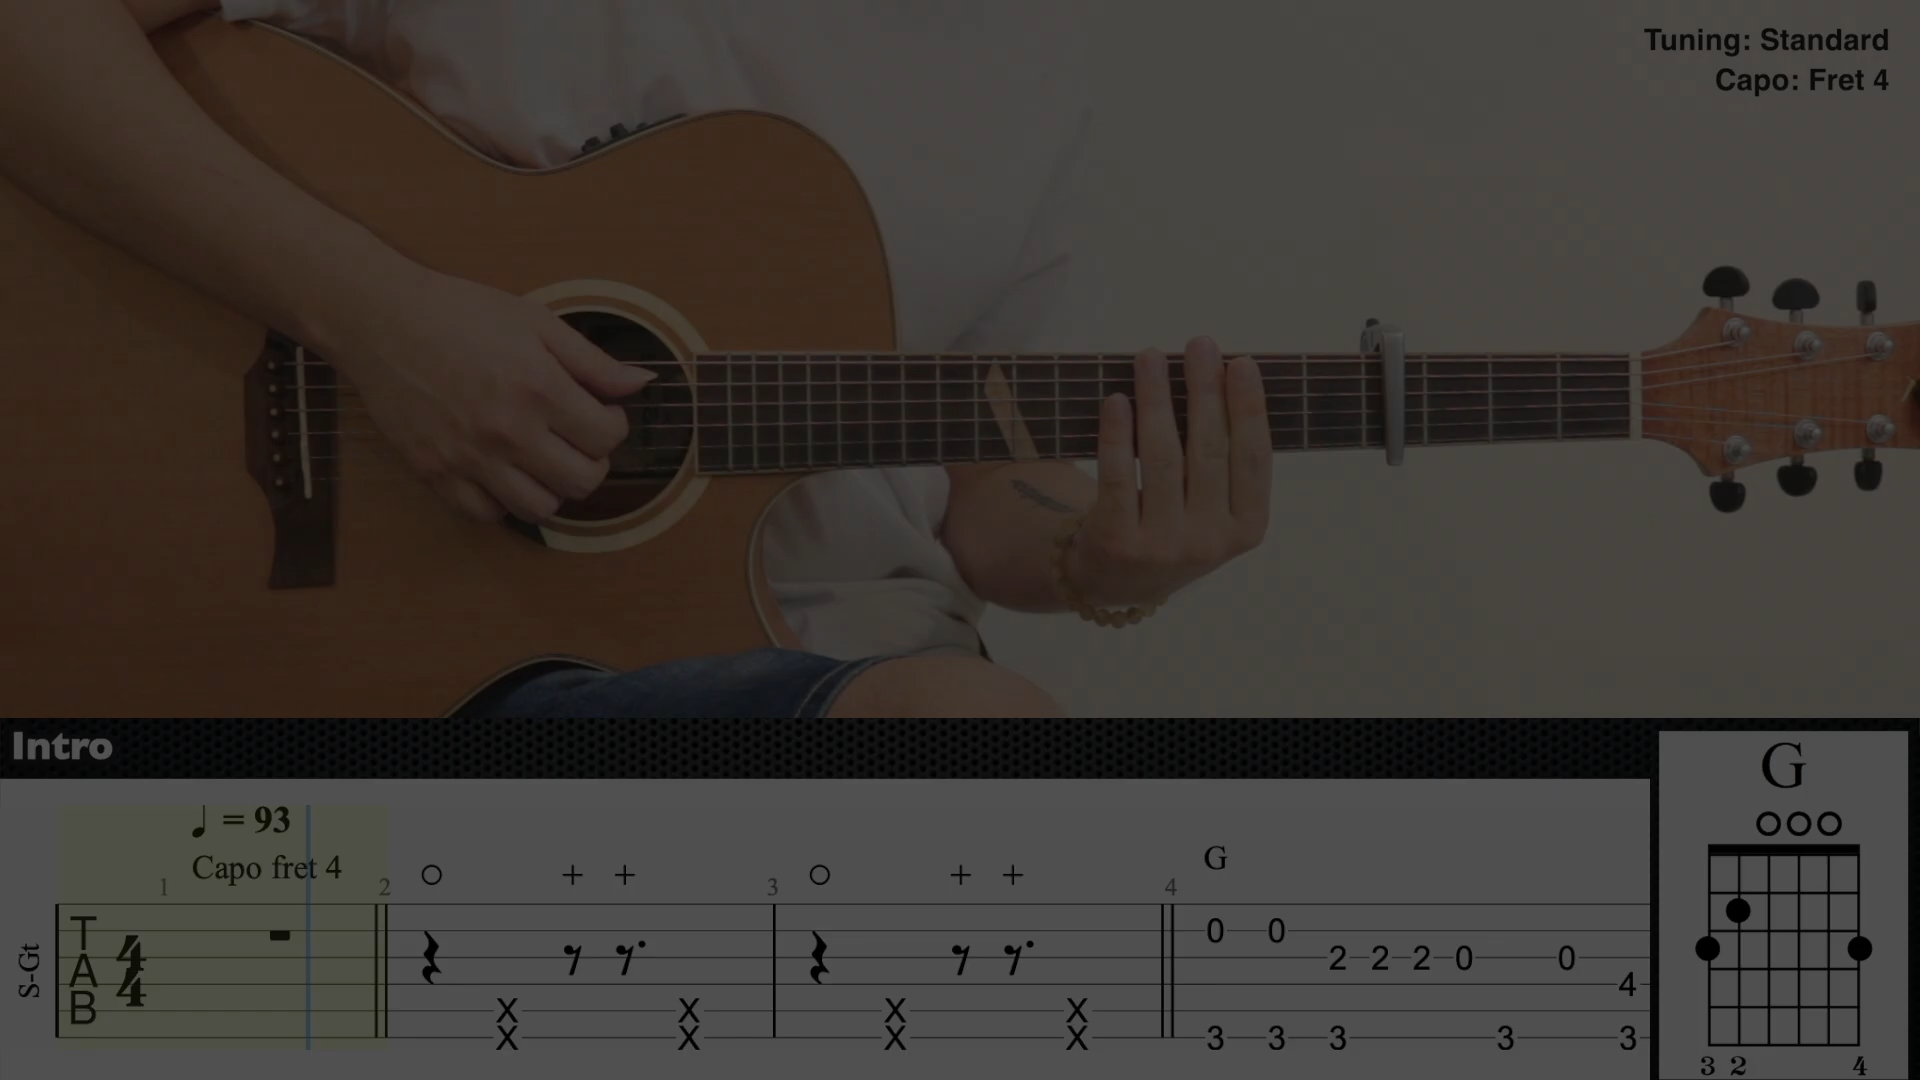 Tuning: Standard
Capo: Fret 4
Intro
♩ = 93
Capo fret 4
1 2 3 4
○ + + ○ + + G
S-Gt
TAB
4
4
0 0
2 2 2 0 0
4
X X X X
X X X X 3 3 3 3 3
G
○○○
3 2 4